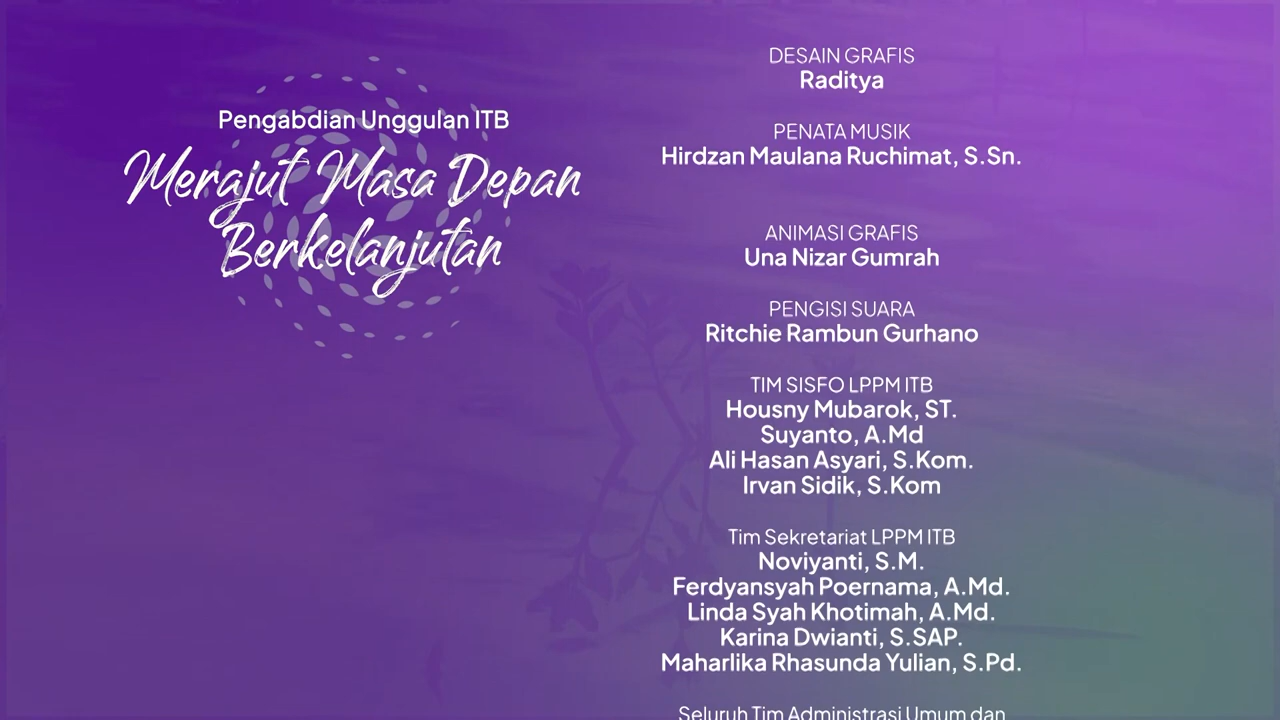 Pengabdian Unggulan ITB
Merajut Masa Depan
Berkelanjutan
DESAIN GRAFIS
Raditya
PENATA MUSIK
Hirdzan Maulana Ruchimat, S.Sn.
ANIMASI GRAFIS
Una Nizar Gumrah
PENGISI SUARA
Ritchie Rambun Gurhano
TIM SISFO LPPM ITB
Housny Mubarok, ST.
Suyanto, A.Md
Ali Hasan Asyari, S.Kom.
Irvan Sidik, S.Kom
Tim Sekretariat LPPM ITB
Noviyanti, S.M.
Ferdyansyah Poernama, A.Md.
Linda Syah Khotimah, A.Md.
Karina Dwianti, S.SAP.
Maharlika Rhasunda Yulian, S.Pd.
Seluruh Tim Administrasi Umum dan